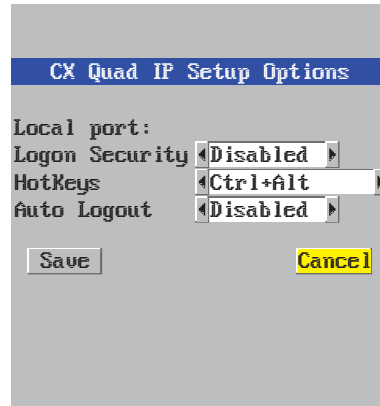 CX Quad IP Setup Options
Local port:
Logon Security Disabled
HotKeys Ctrl+Alt
Auto Logout Disabled
Save Cancel